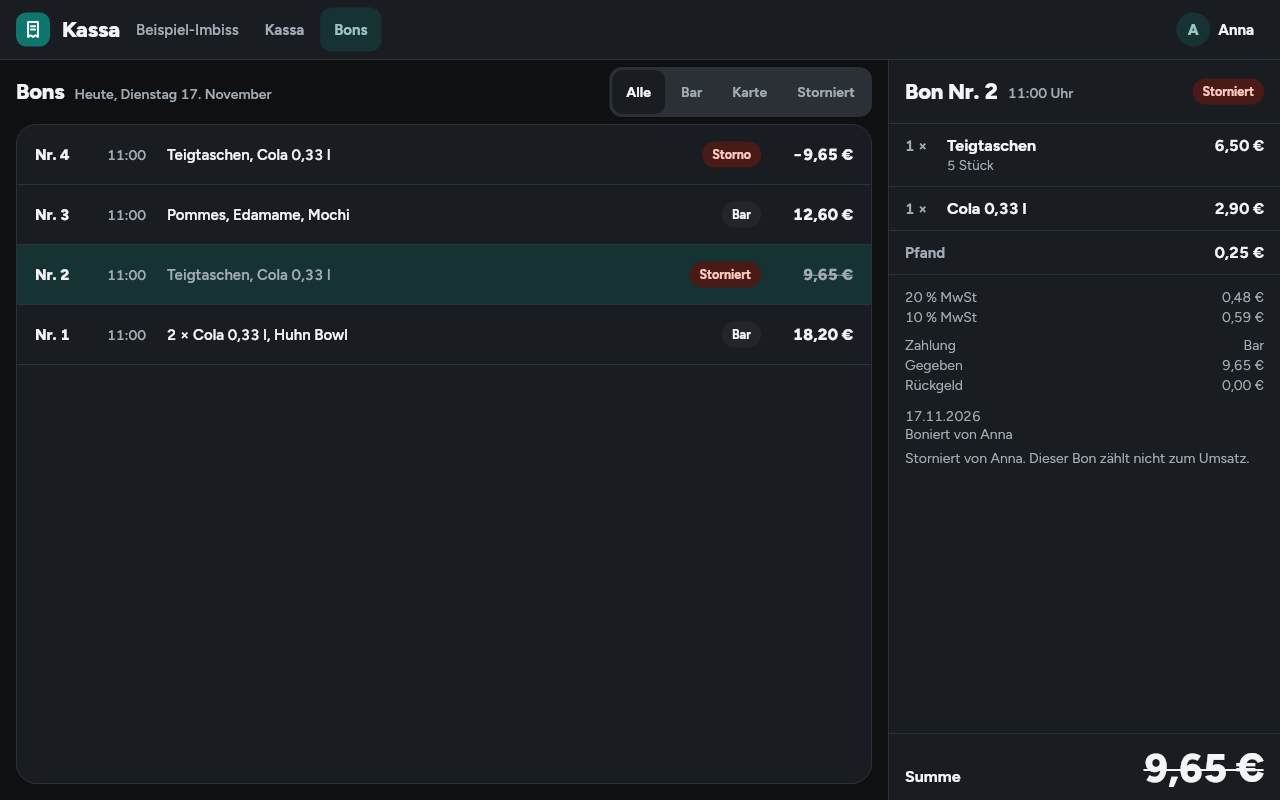 Kassa Beispiel-Imbiss Kassa Bons A Anna
Bons Heute, Dienstag 17. November Alle Bar Karte Storniert
Nr. 4 11:00 Teigtaschen, Cola 0,33 l Storno −9,65 €
Nr. 3 11:00 Pommes, Edamame, Mochi Bar 12,60 €
Nr. 2 11:00 Teigtaschen, Cola 0,33 l Storniert 9,65 €
Nr. 1 11:00 2 × Cola 0,33 l, Huhn Bowl Bar 18,20 €
Bon Nr. 2 11:00 Uhr Storniert
1 × Teigtaschen 6,50 €
5 Stück
1 × Cola 0,33 l 2,90 €
Pfand 0,25 €
20 % MwSt 0,48 €
10 % MwSt 0,59 €
Zahlung Bar
Gegeben 9,65 €
Rückgeld 0,00 €
17.11.2026
Boniert von Anna
Storniert von Anna. Dieser Bon zählt nicht zum Umsatz.
Summe 9,65 €